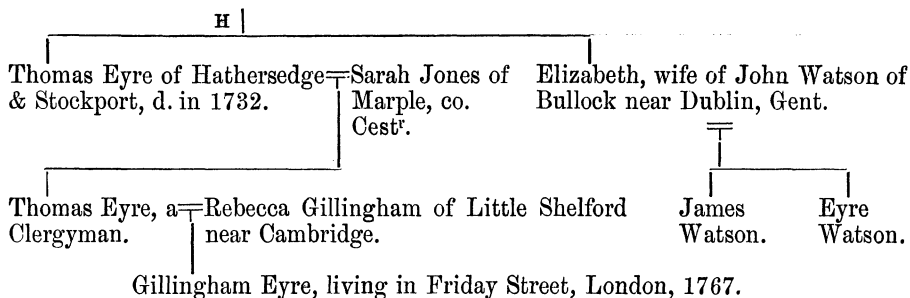 H
Thomas Eyre of Hathersedge=Sarah Jones of
& Stockport, d. in 1732.
Marple, co.
Cestʳ.
Elizabeth, wife of John Watson of
Bullock near Dublin, Gent.
Thomas Eyre, a=Rebecca Gillingham of Little Shelford
Clergyman.
near Cambridge.
James
Watson.
Eyre
Watson.
Gillingham Eyre, living in Friday Street, London, 1767.